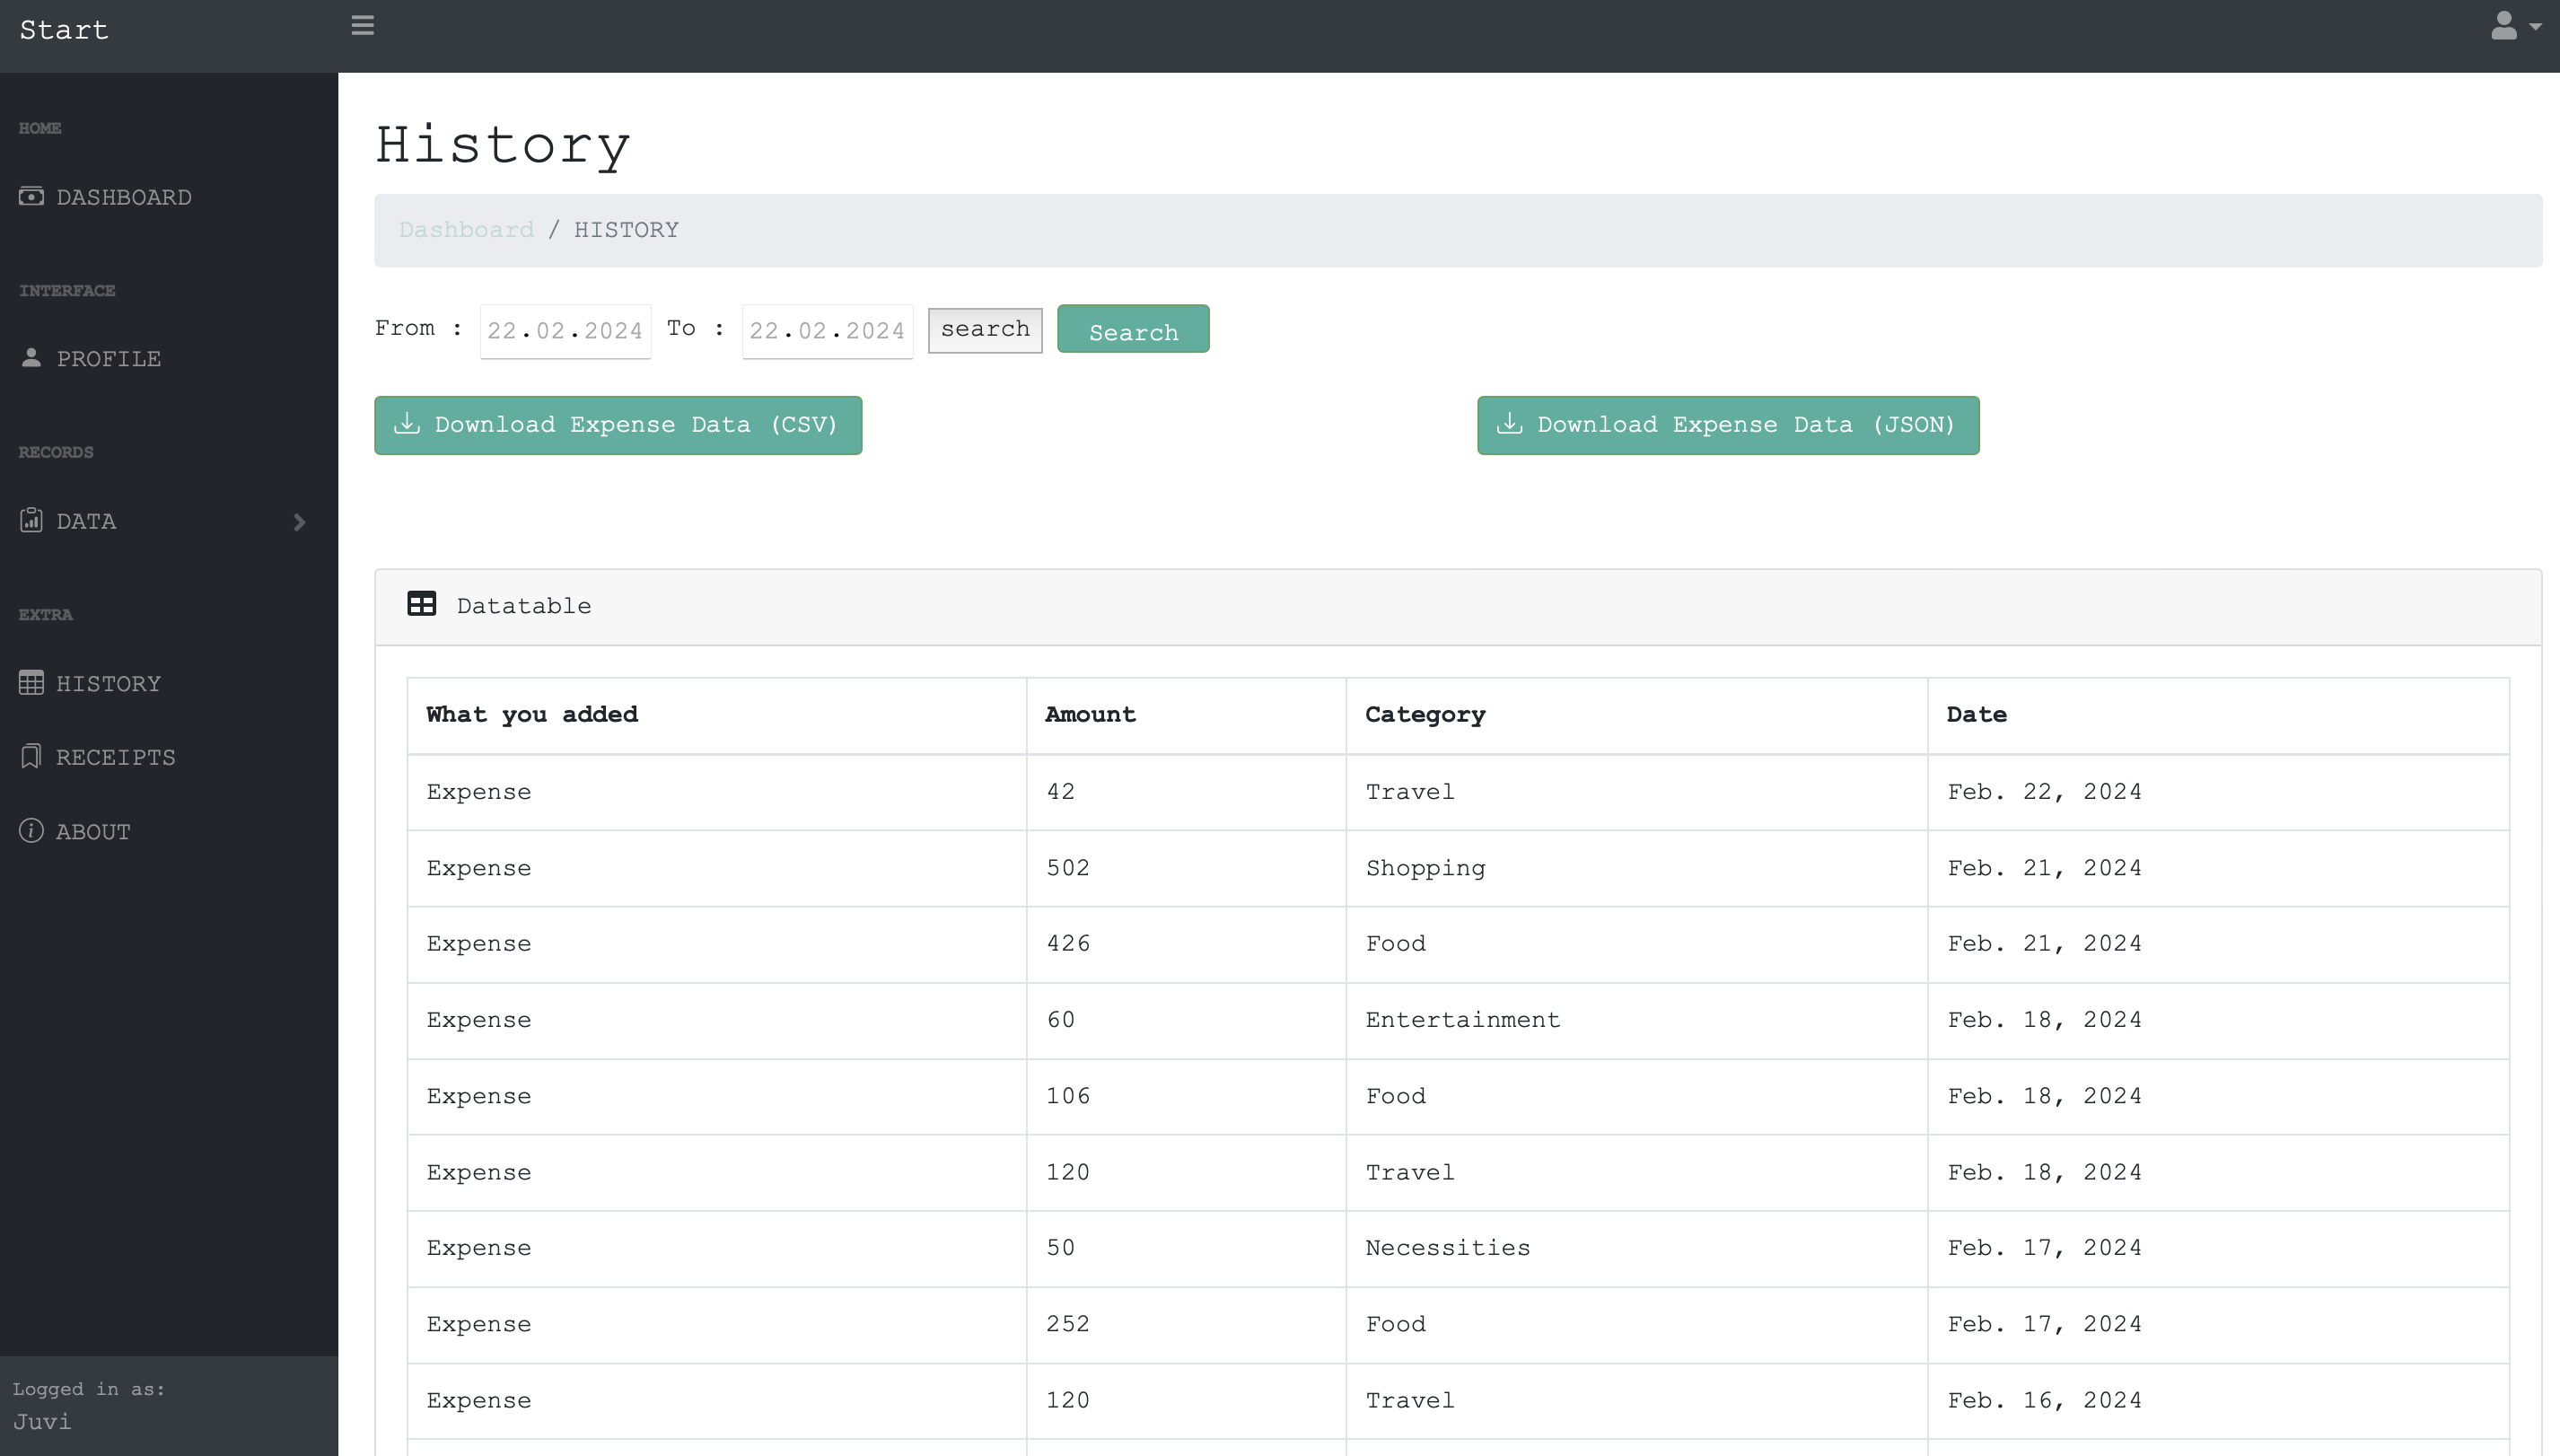 Start
HOME
DASHBOARD
INTERFACE
PROFILE
RECORDS
DATA
EXTRA
HISTORY
RECEIPTS
ABOUT
Logged in as:
Juvi
History
Dashboard / HISTORY
From : 22.02.2024 To : 22.02.2024 search Search
Download Expense Data (CSV) Download Expense Data (JSON)
Datatable
What you added Amount Category Date
Expense 42 Travel Feb. 22, 2024
Expense 502 Shopping Feb. 21, 2024
Expense 426 Food Feb. 21, 2024
Expense 60 Entertainment Feb. 18, 2024
Expense 106 Food Feb. 18, 2024
Expense 120 Travel Feb. 18, 2024
Expense 50 Necessities Feb. 17, 2024
Expense 252 Food Feb. 17, 2024
Expense 120 Travel Feb. 16, 2024